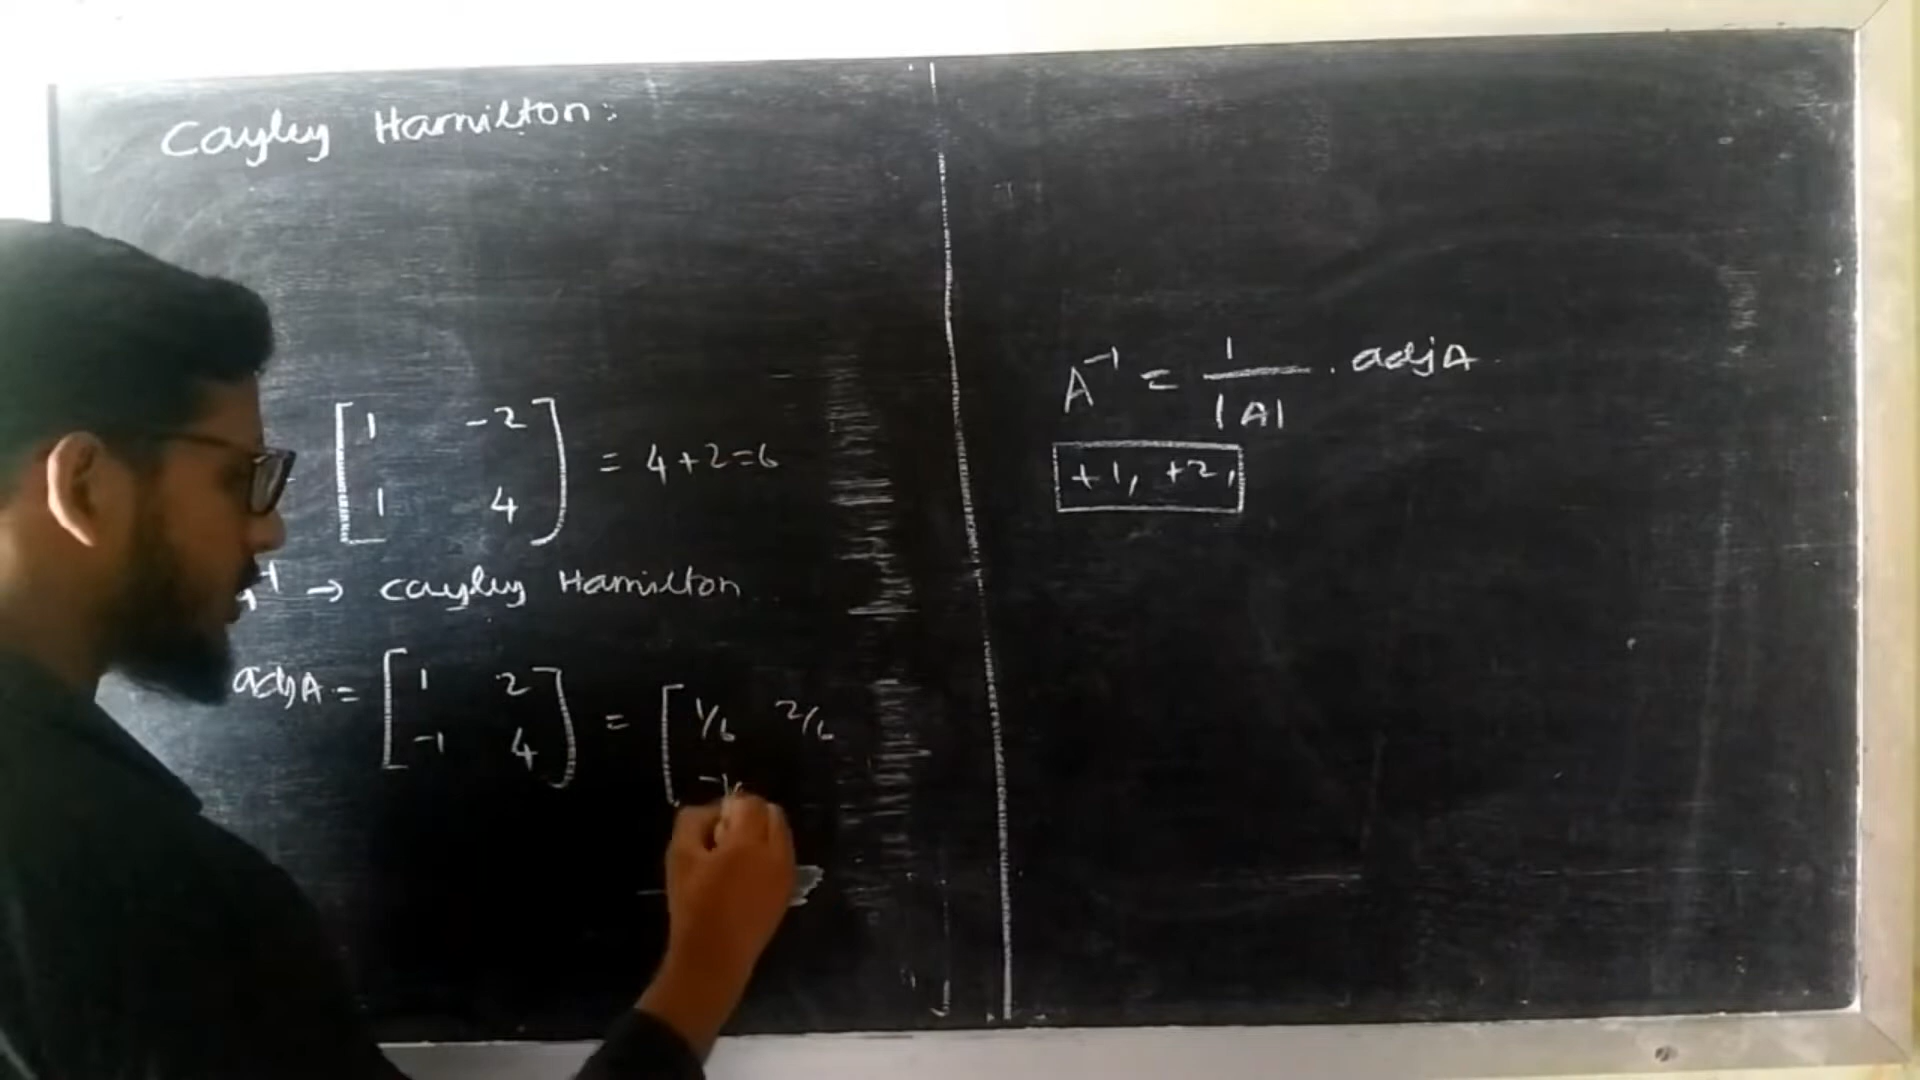 Cayley Hamilton:
= [1 -2
1 4] = 4+2=6
A⁻¹ → Cayley Hamilton
adjA = [1 2
-1 4] = [1/6 2/6
A⁻¹ = 1/|A| . adjA
+1, +2,